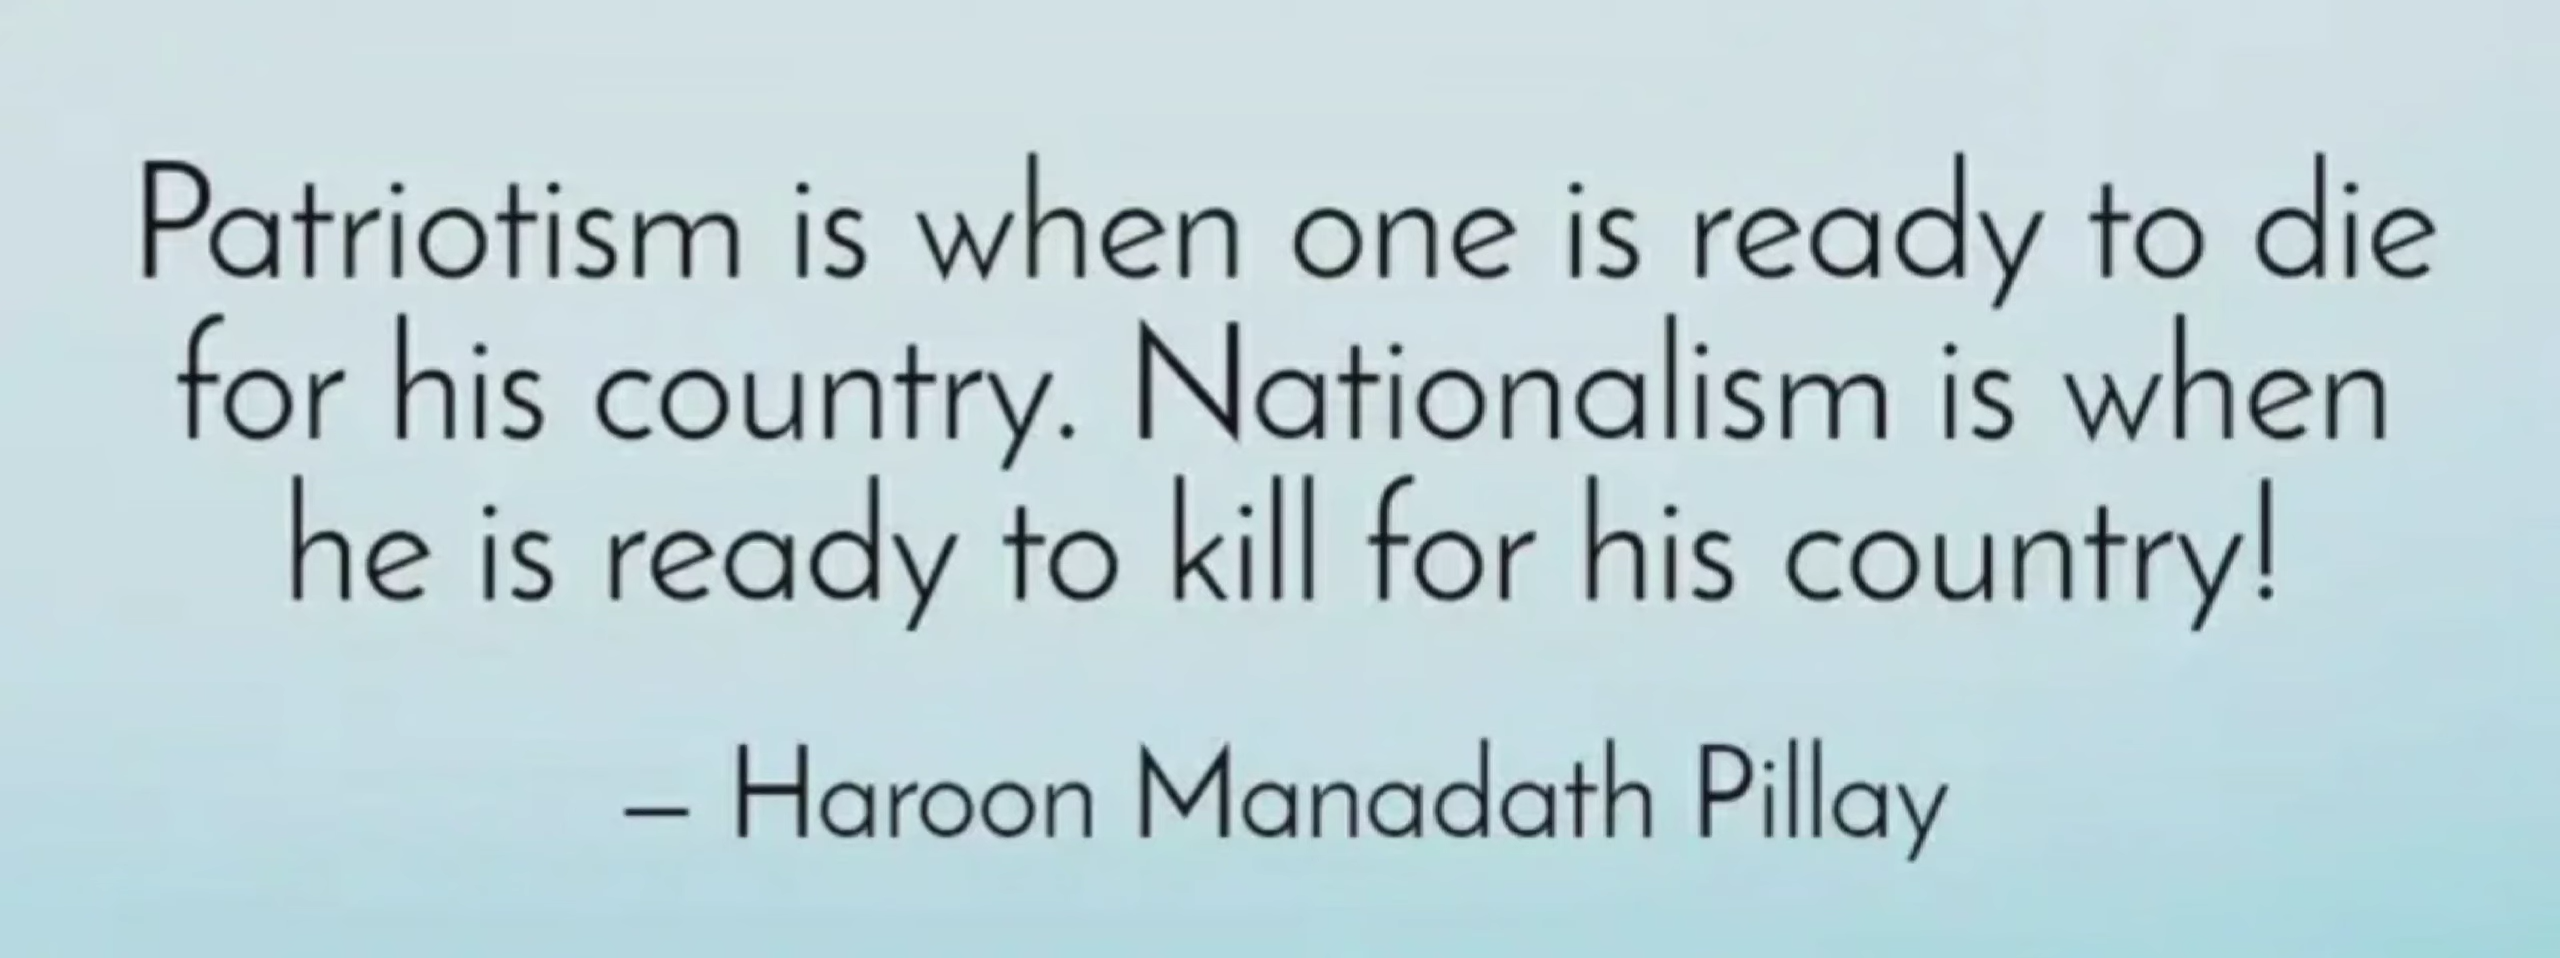 Patriotism is when one is ready to die
for his country. Nationalism is when
he is ready to kill for his country!
– Haroon Manadath Pillay